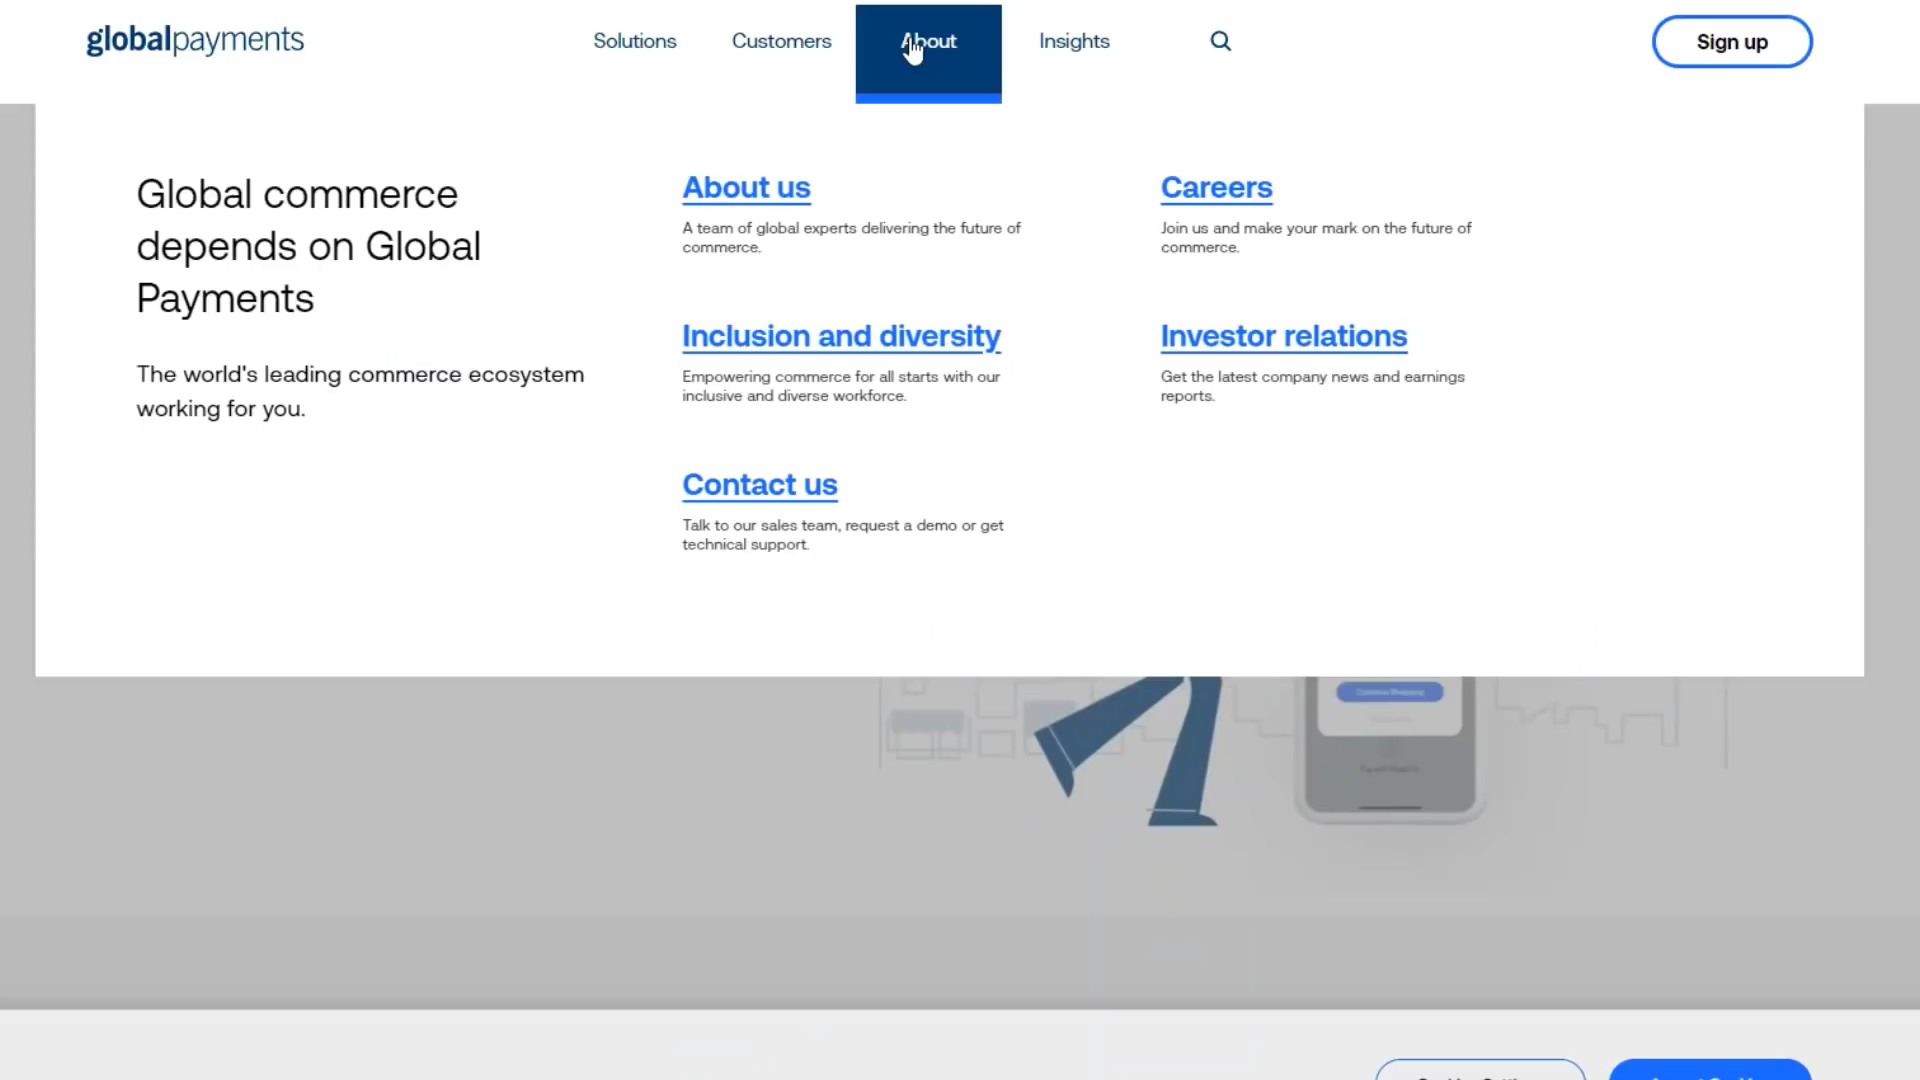 globalpayments
Solutions
Customers
About
Insights
Sign up
Global commerce
depends on Global
Payments
The world's leading commerce ecosystem
working for you.
About us
A team of global experts delivering the future of
commerce.
Careers
Join us and make your mark on the future of
commerce.
Inclusion and diversity
Empowering commerce for all starts with our
inclusive and diverse workforce.
Investor relations
Get the latest company news and earnings
reports.
Contact us
Talk to our sales team, request a demo or get
technical support.